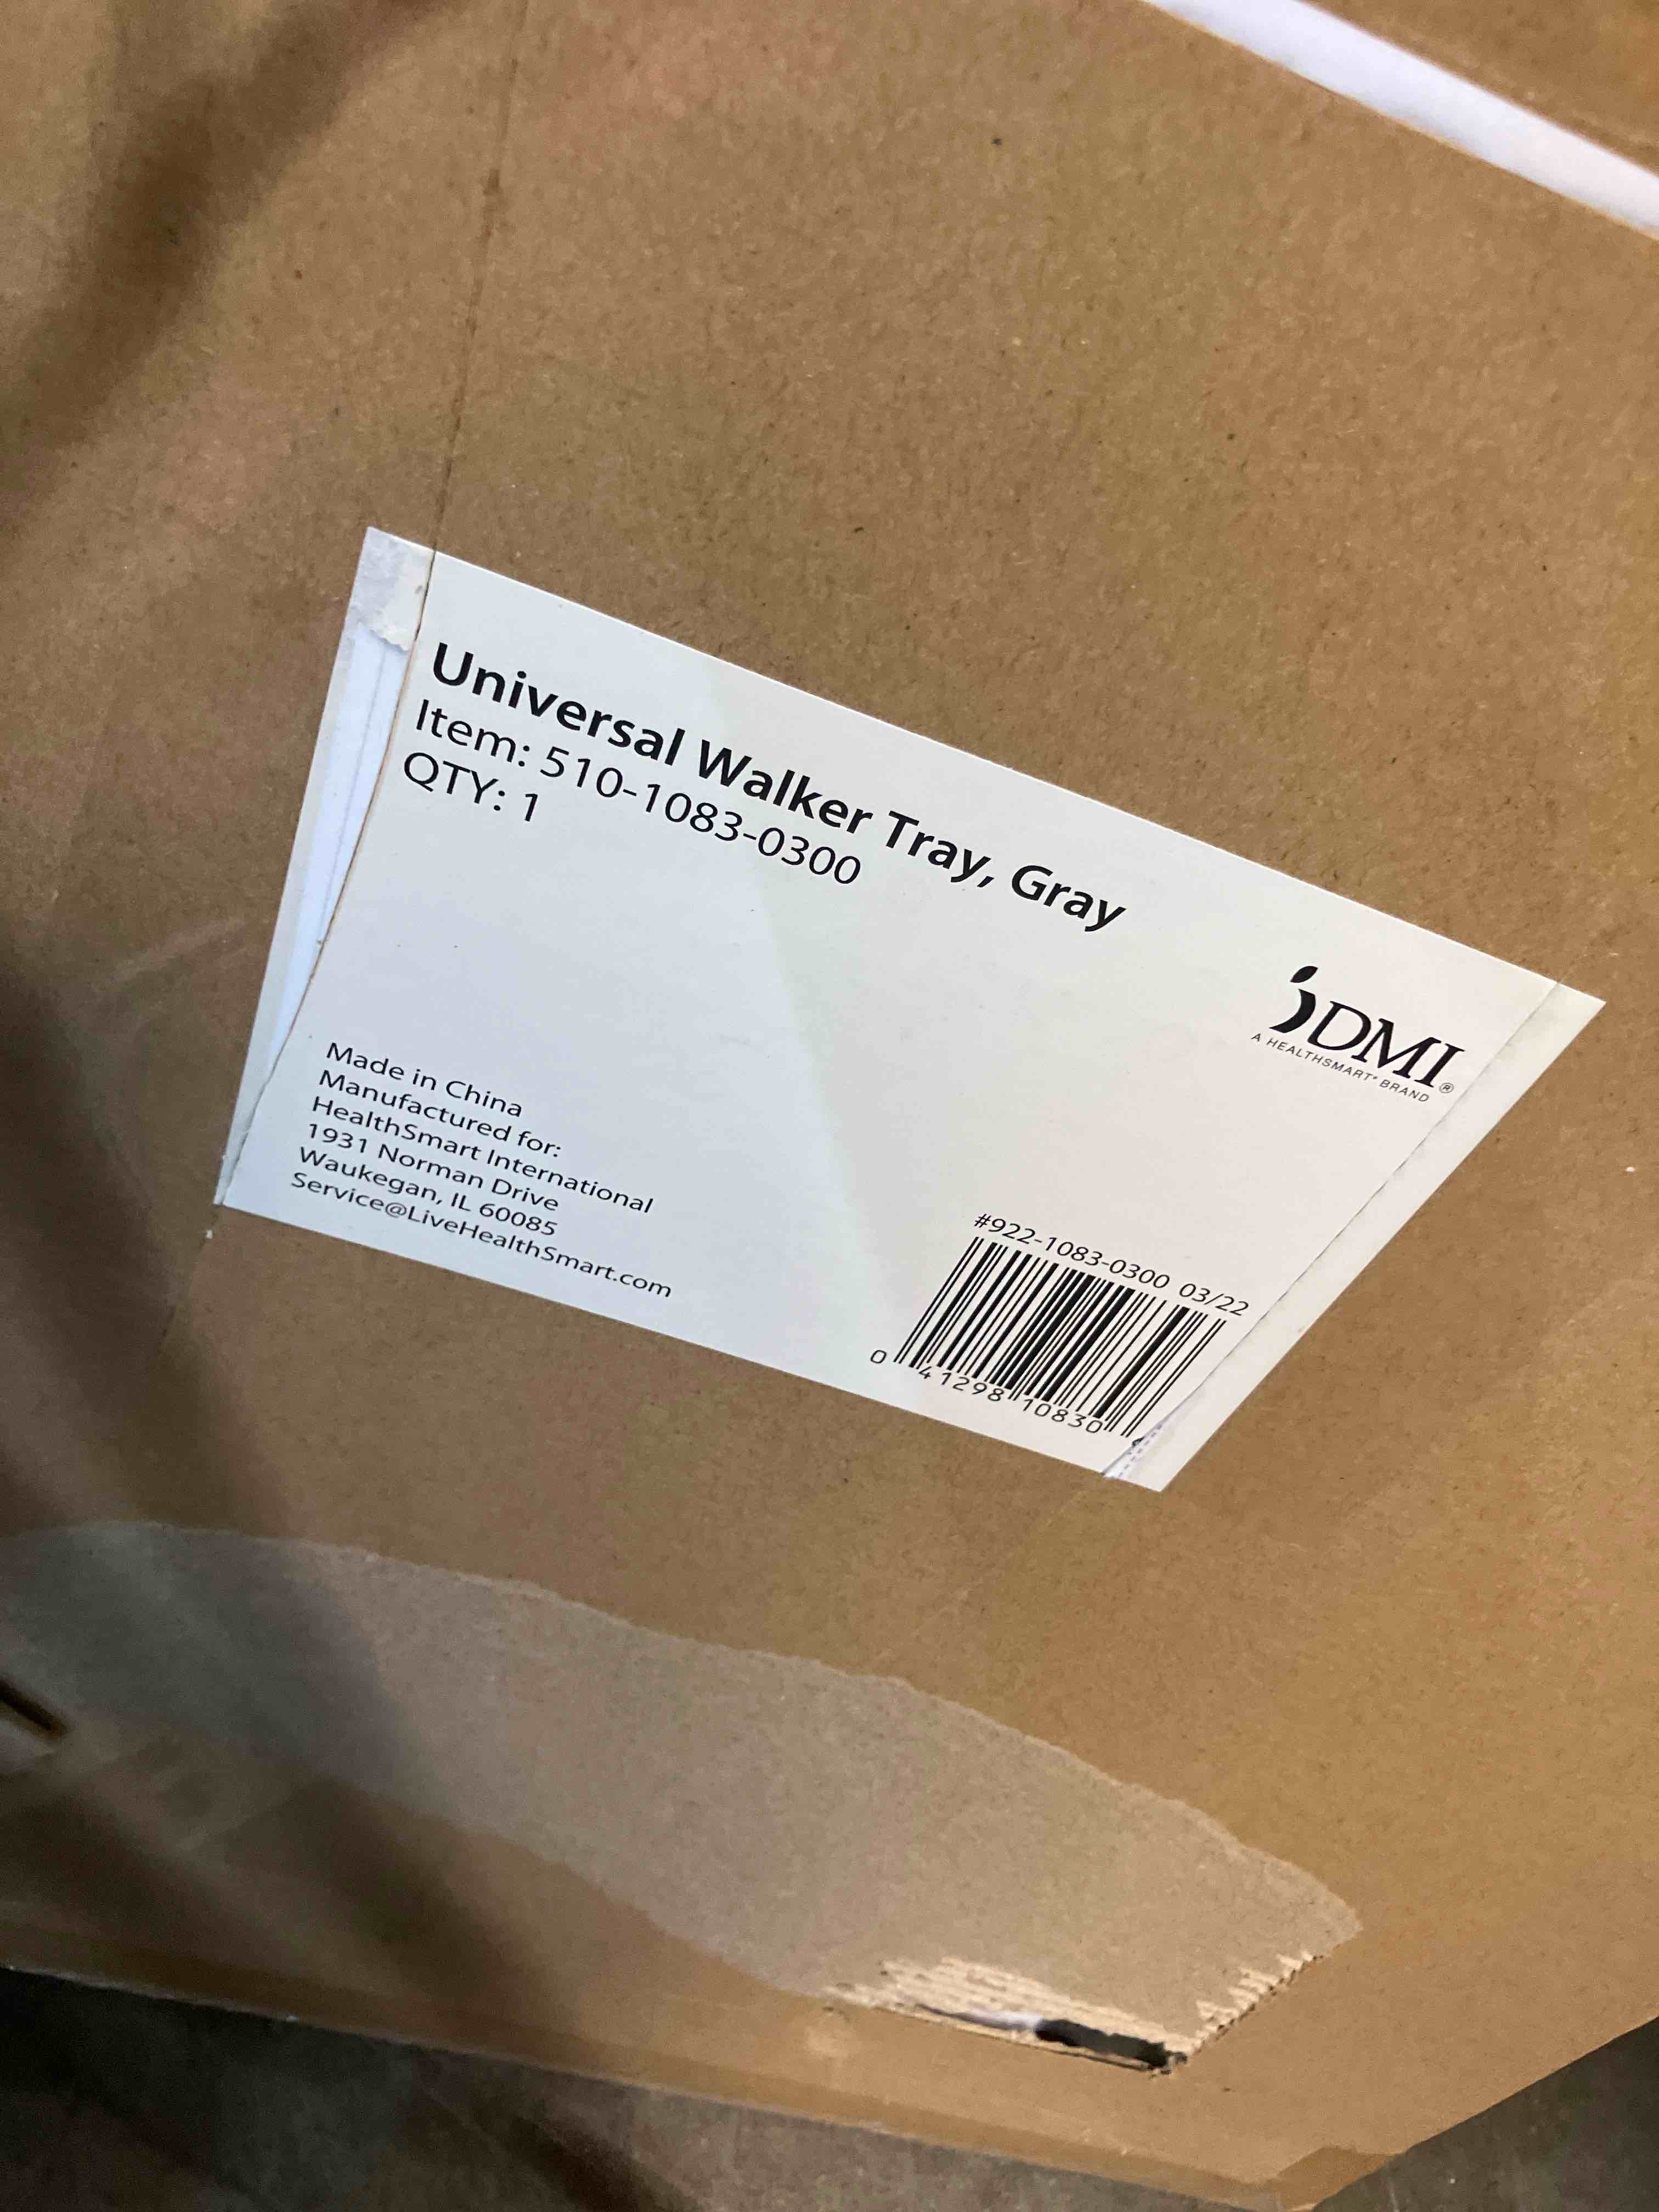 Universal Walker Tray, Gray
Item: 510-1083-0300
QTY: 1
DMI®
A HEALTHSMART® BRAND
Made in China
Manufactured for:
HealthSmart International
1931 Norman Drive
Waukegan, IL 60085
Service@LiveHealthSmart.com
#922-1083-0300 03/22
0 41298 10830